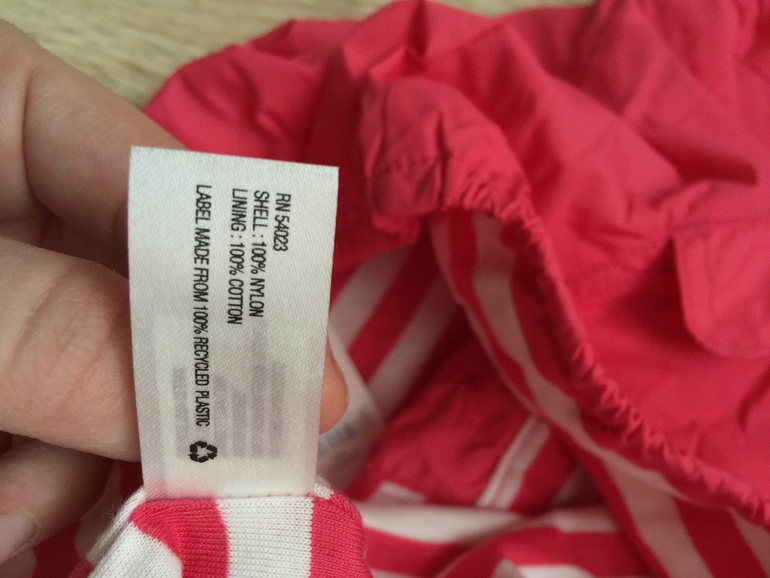 RN 54023
SHELL : 100% NYLON
LINING : 100% COTTON
LABEL MADE FROM 100% RECYCLED PLASTIC